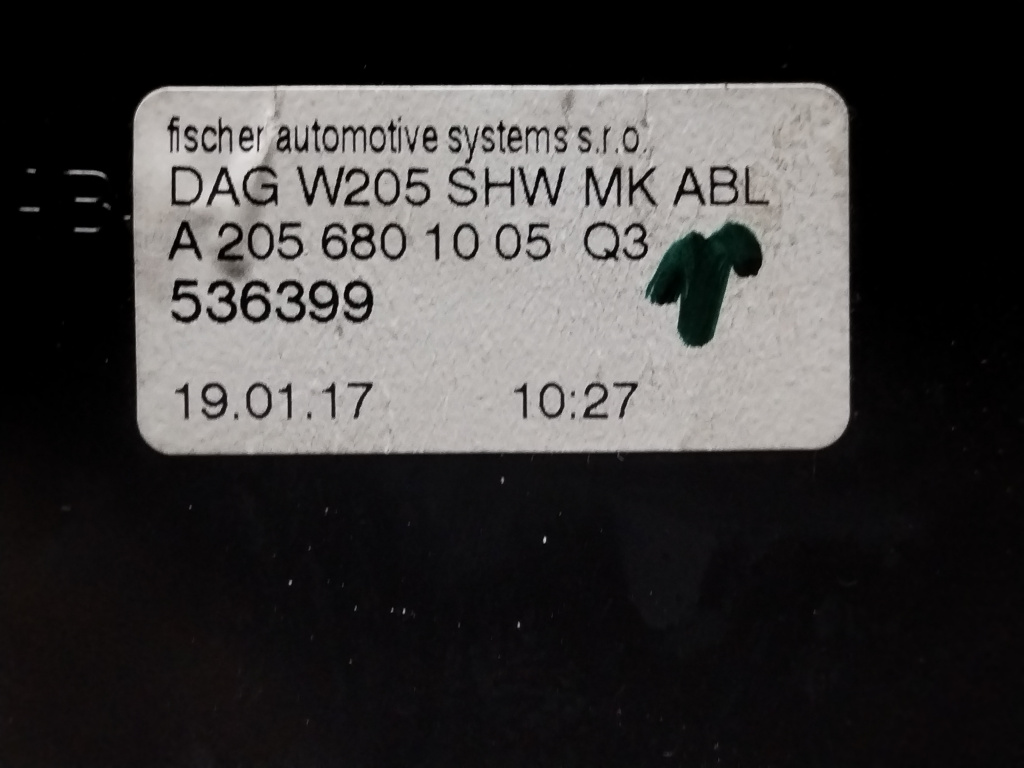 fischer automotive systems s.r.o.
DAG W205 SHW MK ABL
A 205 680 10 05 Q3
536399
19.01.17 10:27